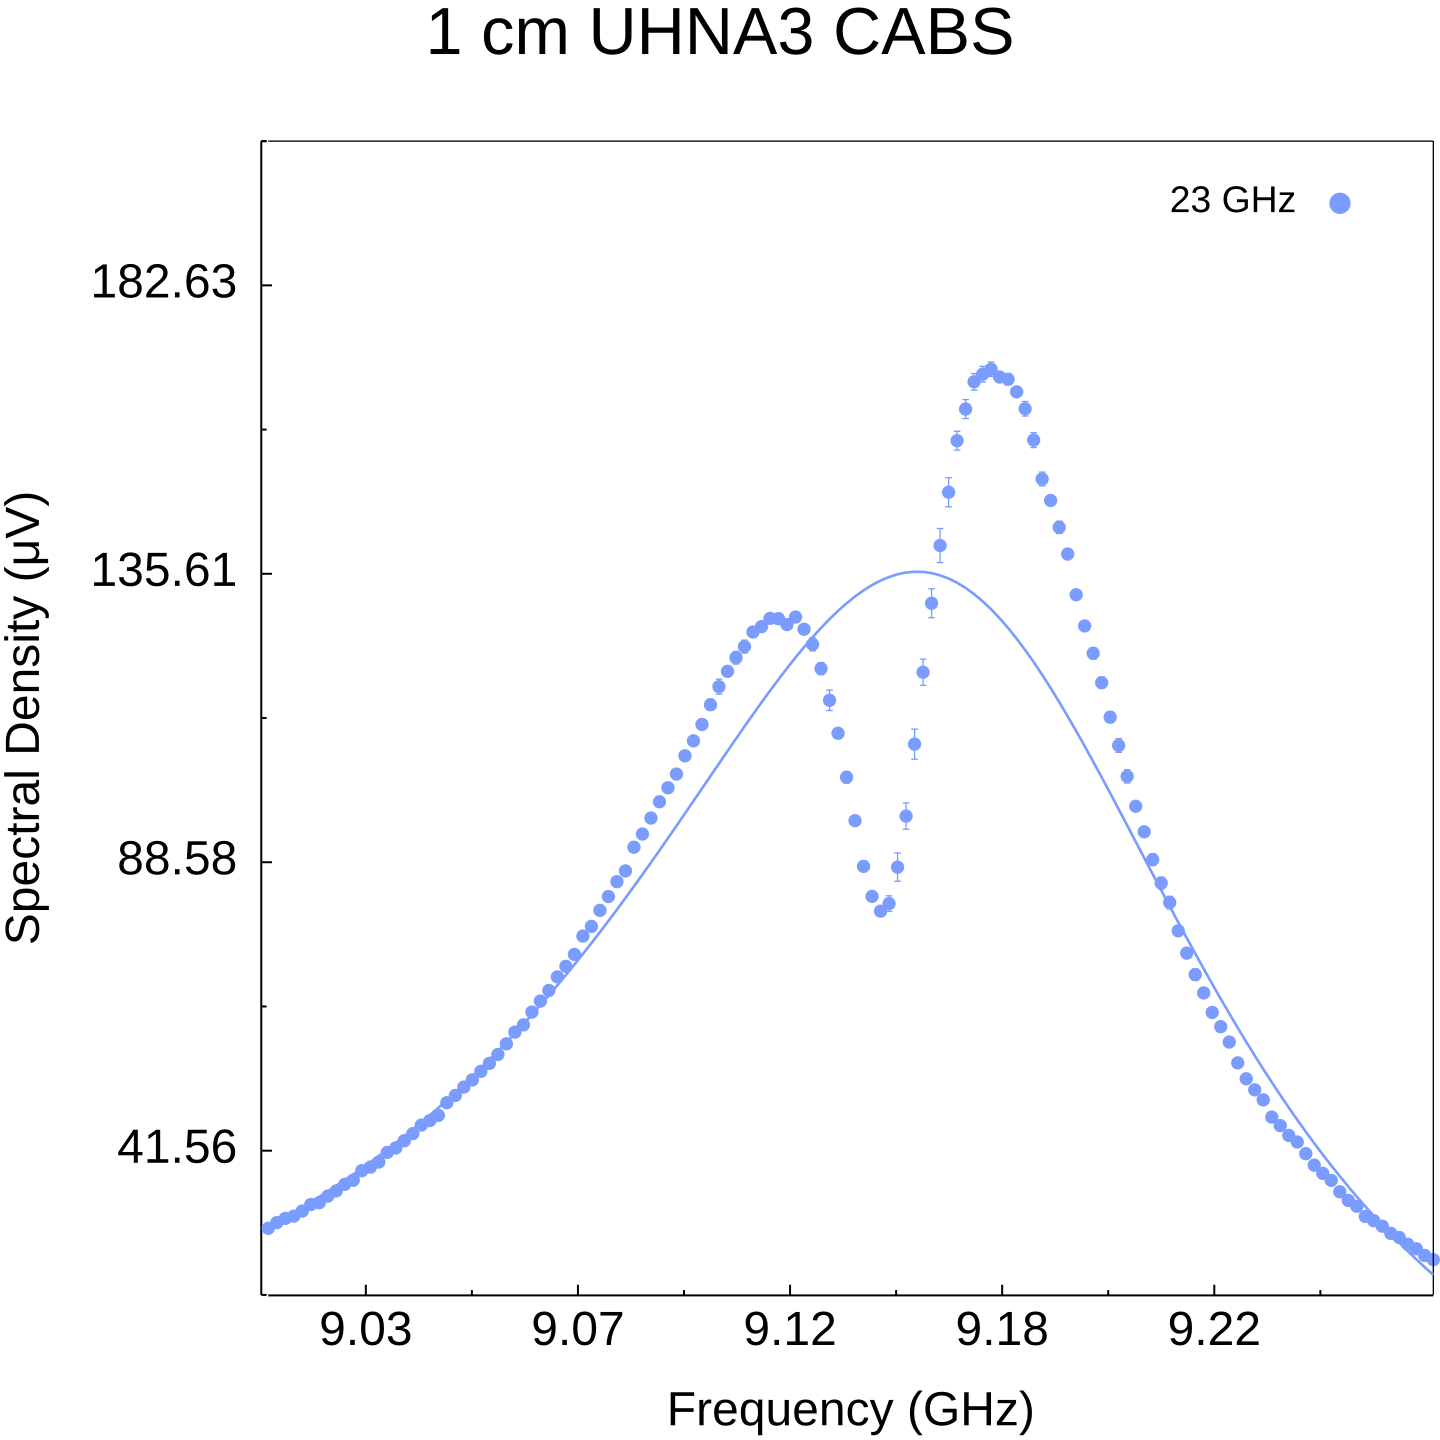 1 cm UHNA3 CABS
23 GHz
182.63
135.61
88.58
41.56
Spectral Density (μV)
9.03 9.07 9.12 9.18 9.22
Frequency (GHz)